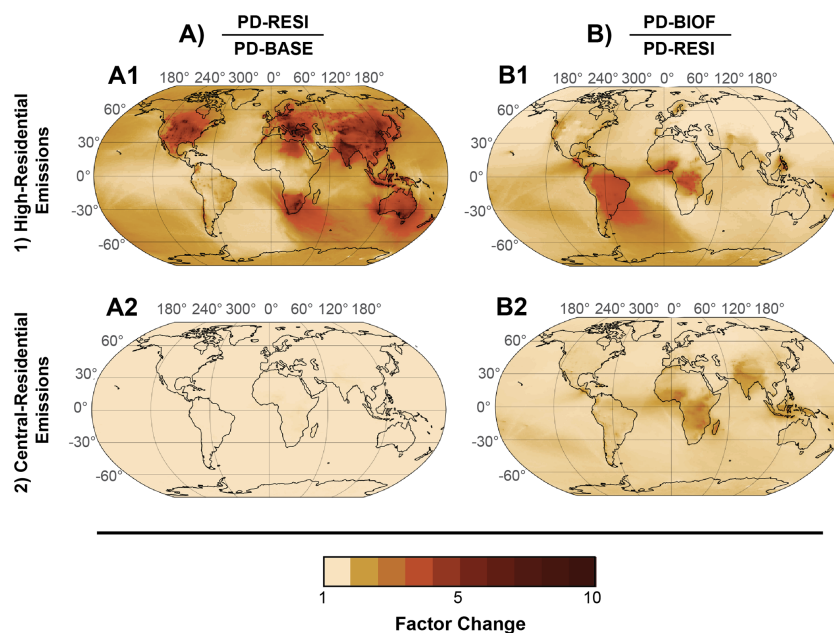 A) PD-RESI
PD-BASE
B) PD-BIOF
PD-RESI
A1
180° 240° 300° 0° 60° 120° 180°
B1
180° 240° 300° 0° 60° 120° 180°
1) High-Residential
Emissions
60°
30°
0°
-30°
-60°
60°
30°
0°
-30°
-60°
A2
180° 240° 300° 0° 60° 120° 180°
B2
180° 240° 300° 0° 60° 120° 180°
2) Central-Residential
Emissions
60°
30°
0°
-30°
-60°
60°
30°
0°
-30°
-60°
1 5 10
Factor Change